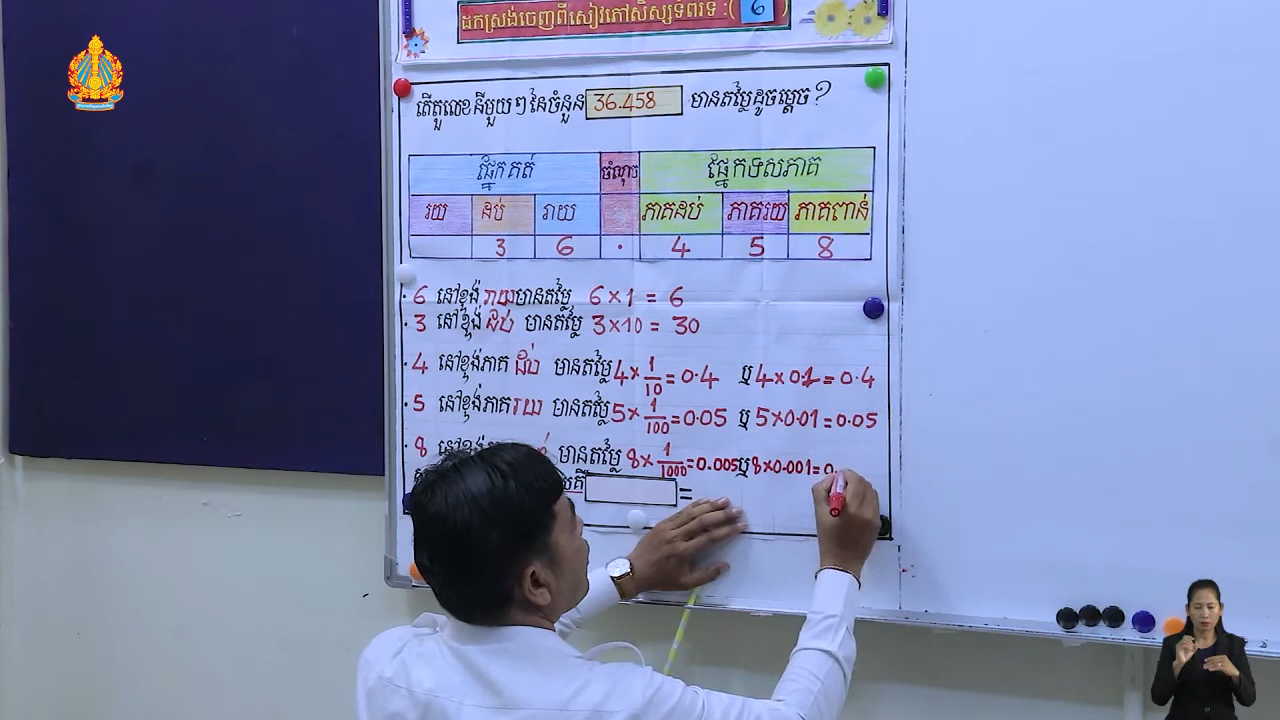 ដកស្រង់ចេញពីសៀវភៅសិស្សទំព័រទី :( 6 )
តើតួលេខនីមួយៗនៃចំនួន 36.458 មានតម្លៃដូចម្ដេច?
ផ្នែកគត់ ចំណុច ផ្នែកទសភាគ
រយ ដប់ រាយ ភាគដប់ ភាគរយ ភាគពាន់
3 6 . 4 5 8
· 6 នៅខ្ទង់ រាយ មានតម្លៃ 6 × 1 = 6
· 3 នៅខ្ទង់ ដប់ មានតម្លៃ 3 × 10 = 30
· 4 នៅខ្ទង់ភាគ ដប់ មានតម្លៃ 4 × 1/10 = 0.4 ឬ 4 × 0.1 = 0.4
· 5 នៅខ្ទង់ភាគ រយ មានតម្លៃ 5 × 1/100 = 0.05 ឬ 5 × 0.01 = 0.05
· 8 នៅខ្ទង់ មានតម្លៃ 8 × 1/1000 = 0.005 ឬ 8 × 0.001 = 0.
=